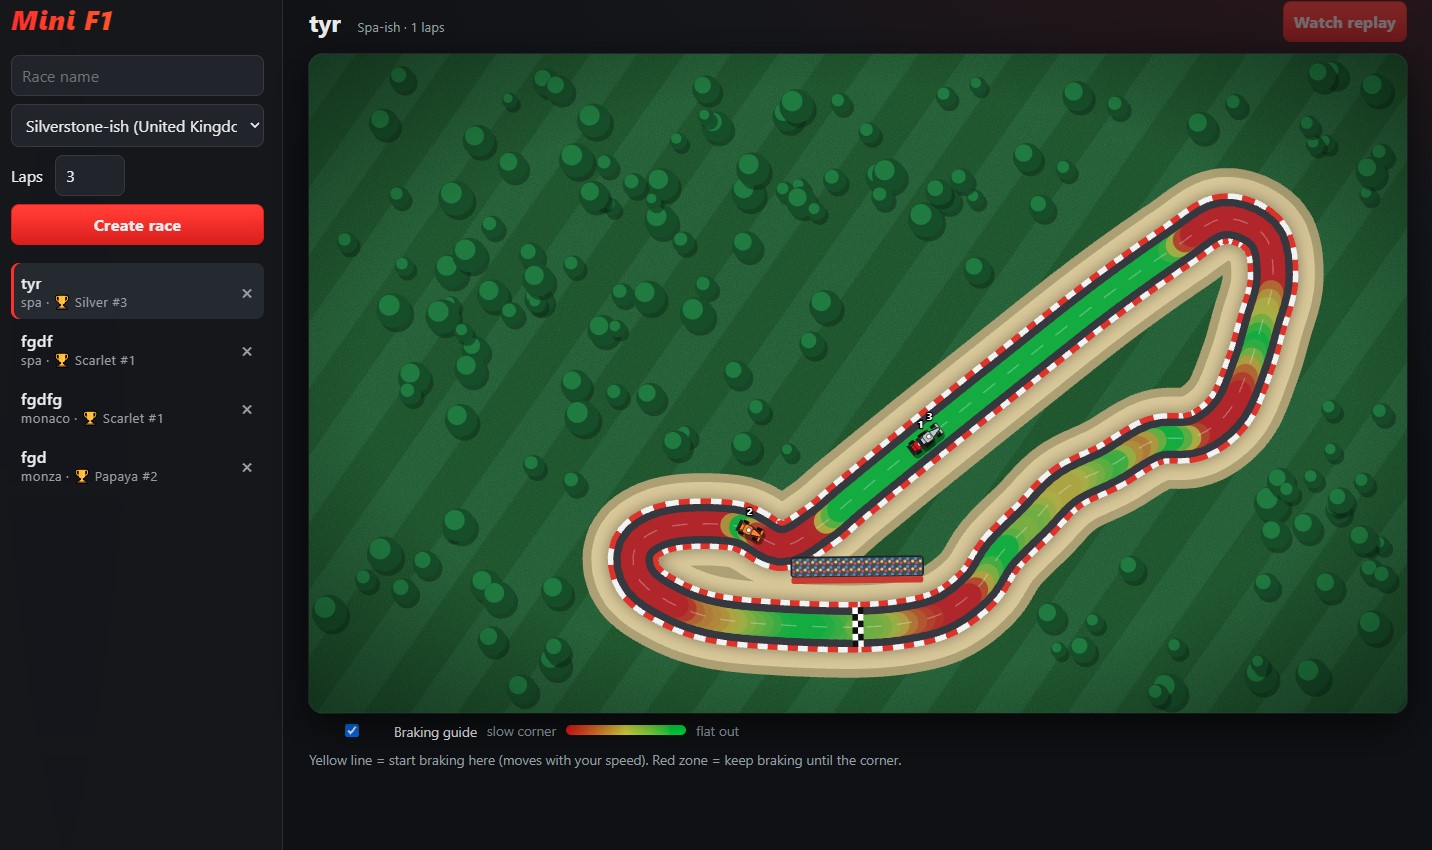 Mini F1
Race name
Silverstone-ish (United Kingdc
Laps 3
Create race
tyr
spa · 🏆 Silver #3
×
fgdf
spa · 🏆 Scarlet #1
×
fgdfg
monaco · 🏆 Scarlet #1
×
fgd
monza · 🏆 Papaya #2
×
tyr Spa-ish · 1 laps
Watch replay
3
1
2
Braking guide slow corner flat out
Yellow line = start braking here (moves with your speed). Red zone = keep braking until the corner.